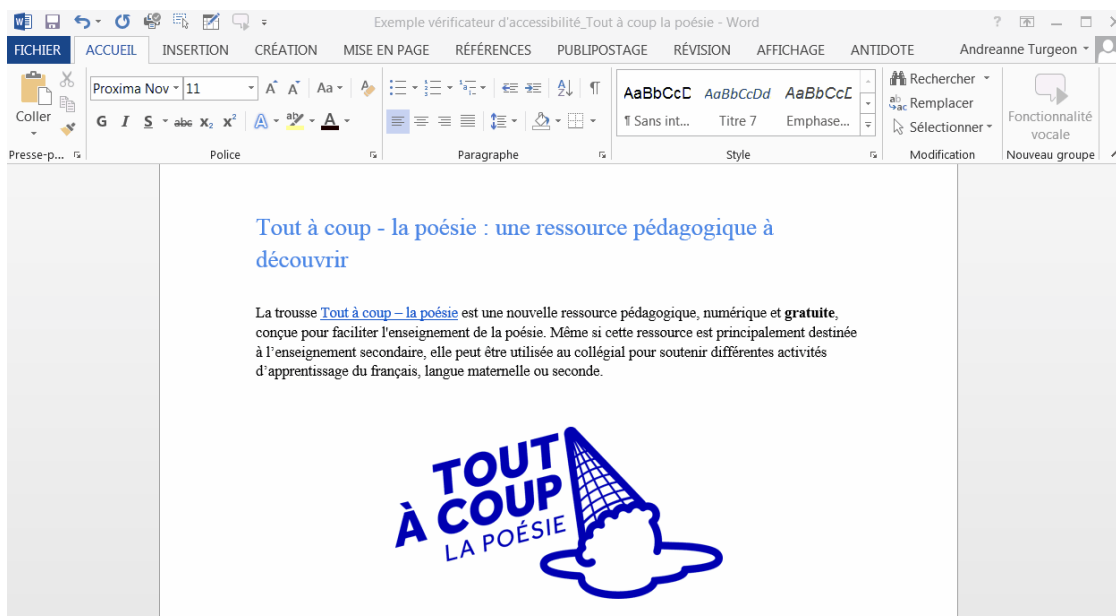 Exemple vérificateur d'accessibilité_Tout à coup la poésie - Word
FICHIER ACCUEIL INSERTION CRÉATION MISE EN PAGE RÉFÉRENCES PUBLIPOSTAGE RÉVISION AFFICHAGE ANTIDOTE Andreanne Turgeon
Coller
Presse-p...
Proxima Nov 11 Aa
G I S abc X₂ X² A aby A
Police
Paragraphe
AaBbCcD AaBbCcDd AaBbCcD
¶ Sans int... Titre 7 Emphase...
Style
Rechercher
Remplacer
Sélectionner
Modification
Fonctionnalité
vocale
Nouveau groupe
Tout à coup - la poésie : une ressource pédagogique à
découvrir
La trousse Tout à coup – la poésie est une nouvelle ressource pédagogique, numérique et gratuite,
conçue pour faciliter l'enseignement de la poésie. Même si cette ressource est principalement destinée
à l’enseignement secondaire, elle peut être utilisée au collégial pour soutenir différentes activités
d’apprentissage du français, langue maternelle ou seconde.
TOUT
À COUP
LA POÉSIE